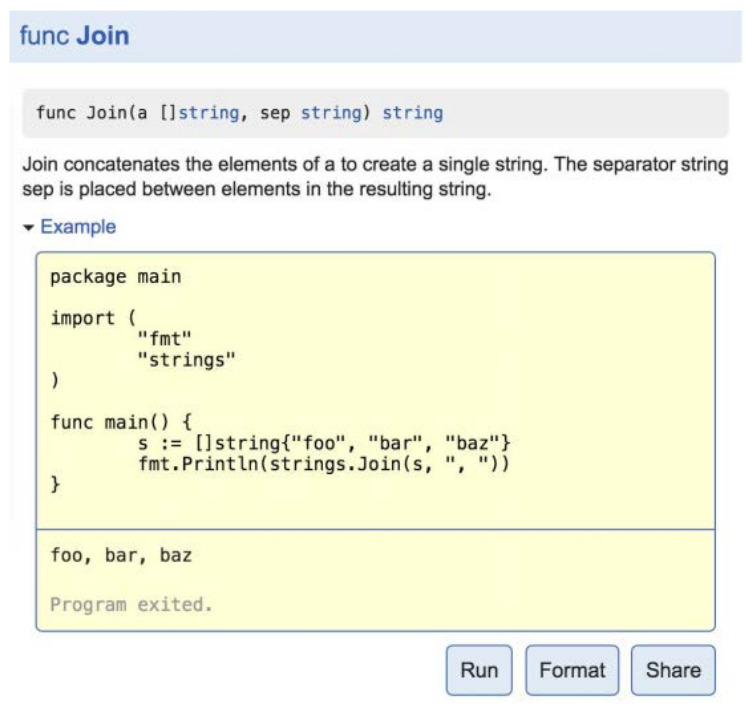 func Join
func Join(a []string, sep string) string
Join concatenates the elements of a to create a single string. The separator string
sep is placed between elements in the resulting string.
▾ Example
package main
import (
"fmt"
"strings"
)
func main() {
s := []string{"foo", "bar", "baz"}
fmt.Println(strings.Join(s, ", "))
}
foo, bar, baz
Program exited.
Run Format Share